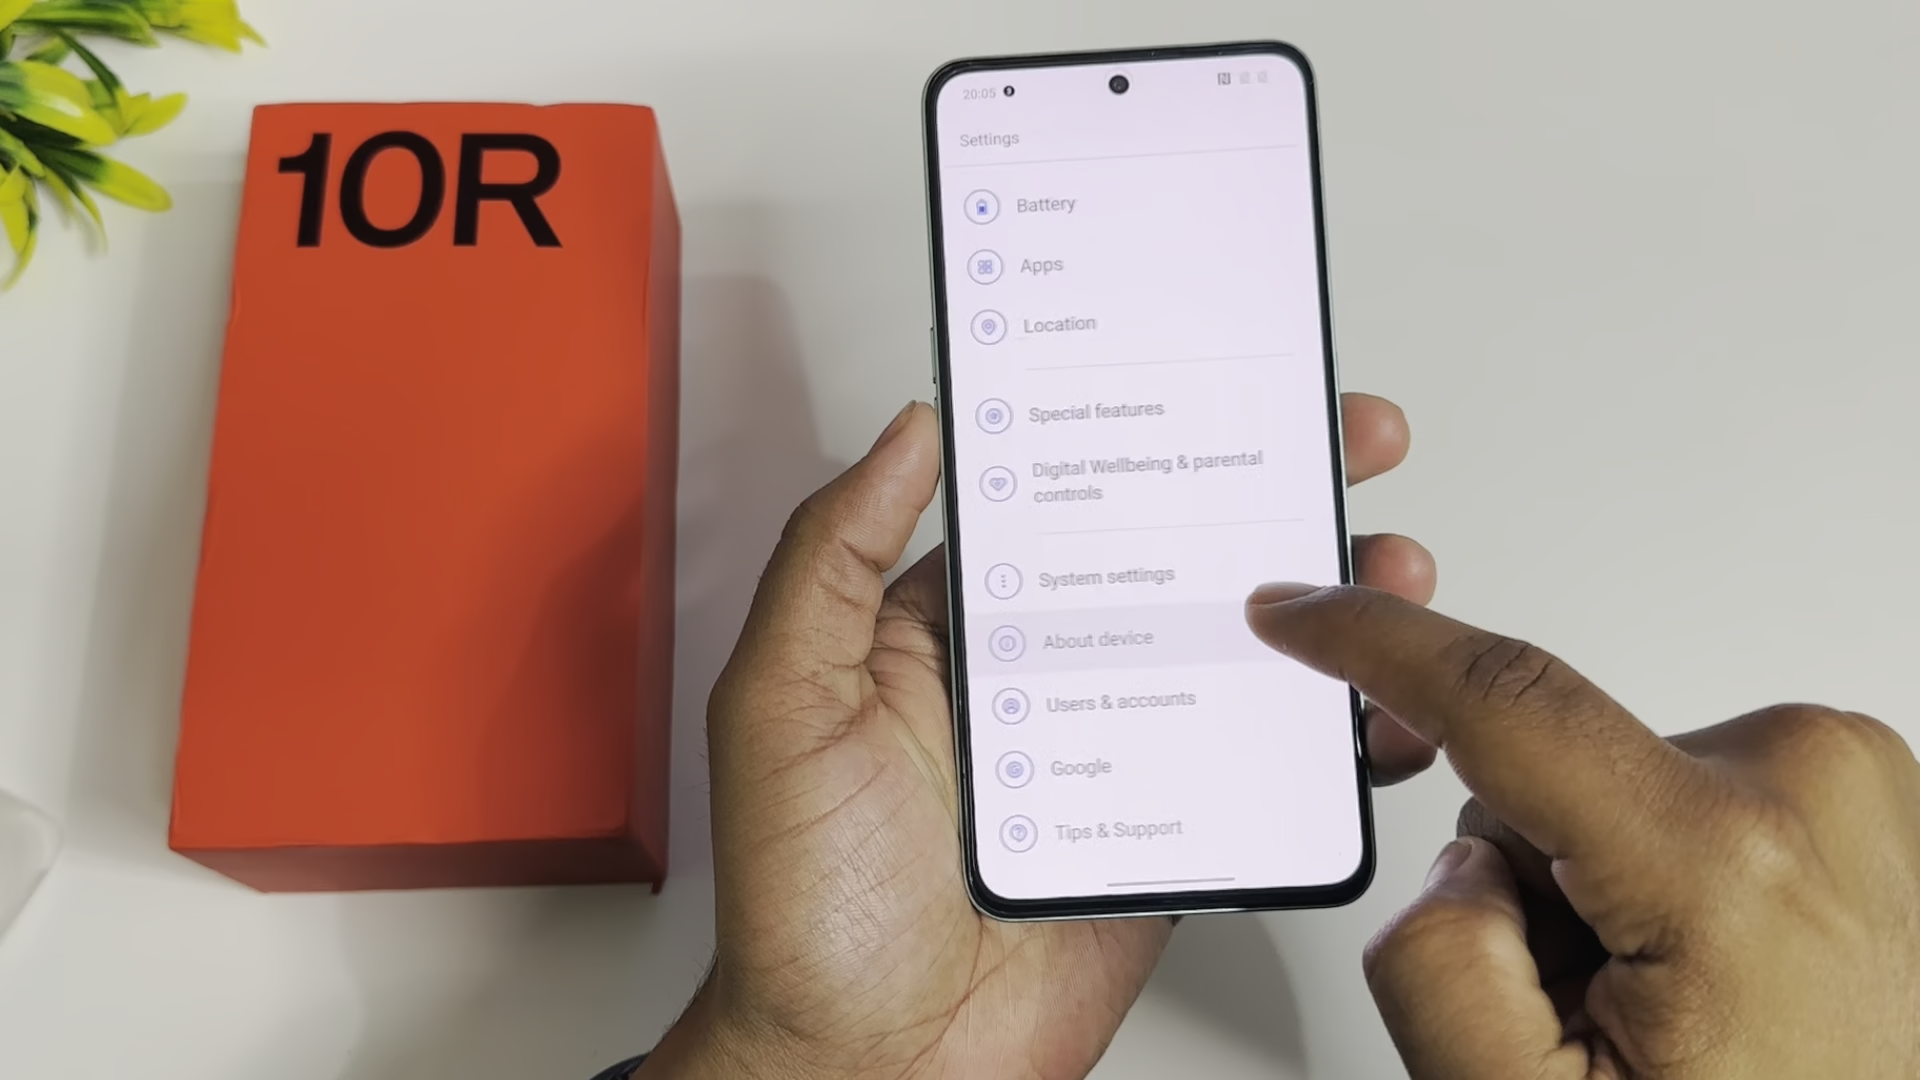 10R
20:05
Settings
Battery
Apps
Location
Special features
Digital Wellbeing & parental
controls
System settings
About device
Users & accounts
Google
Tips & Support